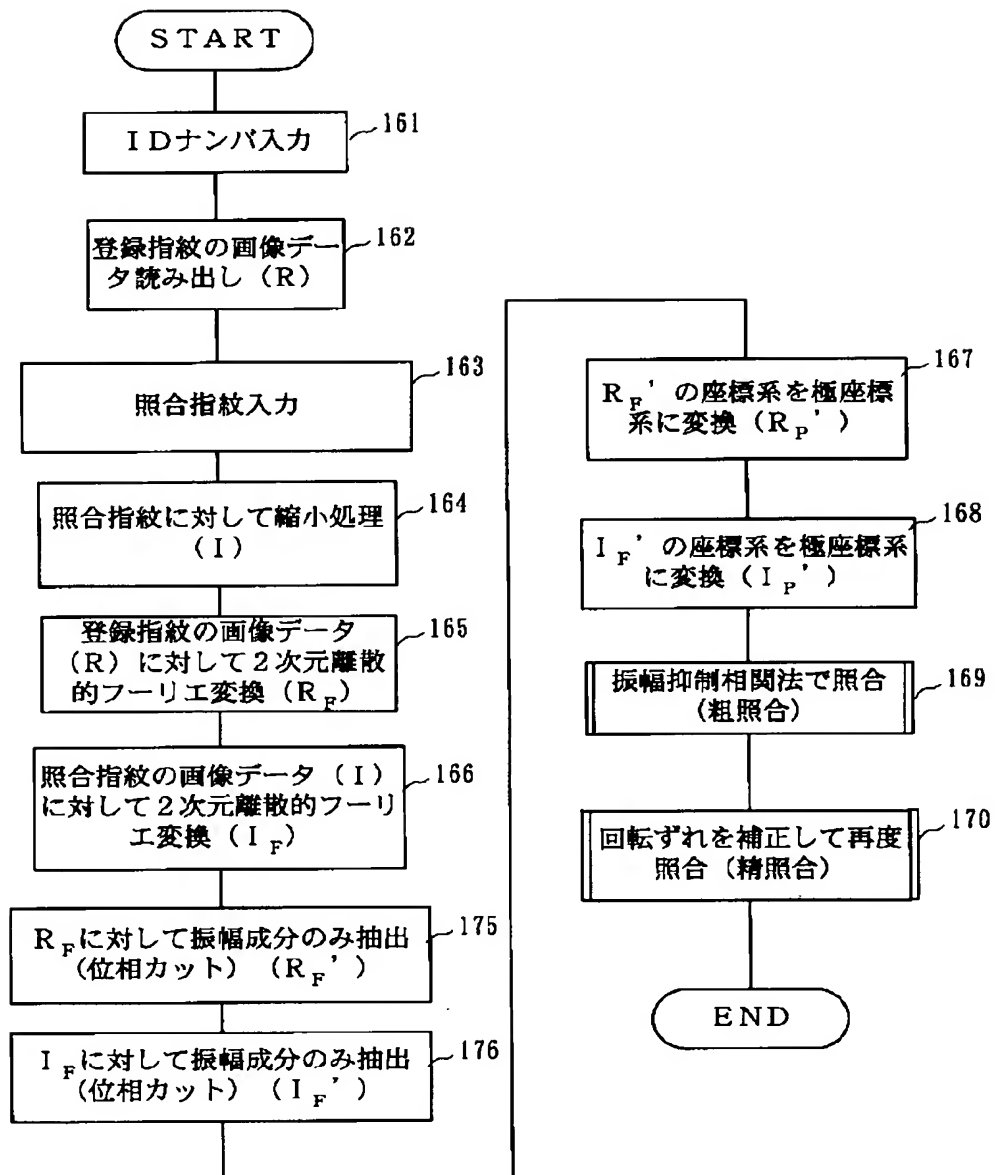 START
IDナンバ入力
161
登録指紋の画像デー
タ読み出し(R)
162
照合指紋入力
163
照合指紋に対して縮小処理
(I)
164
登録指紋の画像データ
(R)に対して2次元離散
的フーリエ変換(R_F)
165
照合指紋の画像データ(I)
に対して2次元離散的フーリ
エ変換(I_F)
166
R_Fに対して振幅成分のみ抽出
(位相カット)(R_F')
175
I_Fに対して振幅成分のみ抽出
(位相カット)(I_F')
176
R_F'の座標系を極座標
系に変換(R_P')
167
I_F'の座標系を極座標系
に変換(I_P')
168
振幅抑制相関法で照合
(粗照合)
169
回転ずれを補正して再度
照合(精照合)
170
END